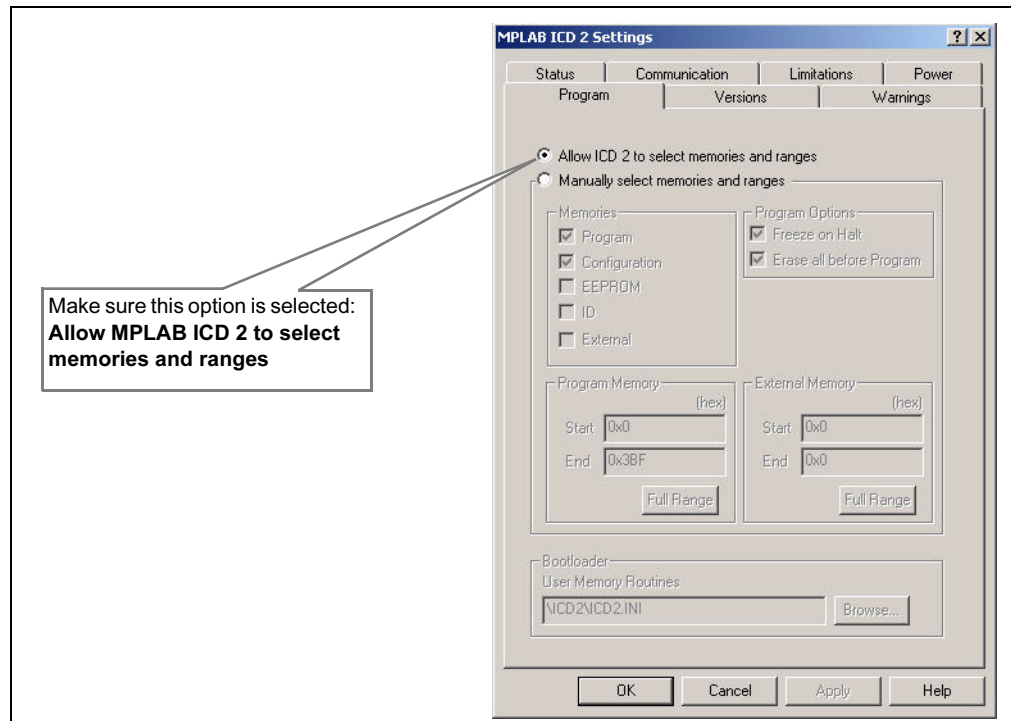 MPLAB ICD 2 Settings
Status Communication Limitations Power
Program Versions Warnings
Allow ICD 2 to select memories and ranges
Manually select memories and ranges
Memories
Program
Configuration
EEPROM
ID
External
Program Options
Freeze on Halt
Erase all before Program
Make sure this option is selected:
Allow MPLAB ICD 2 to select
memories and ranges
Program Memory
(hex)
Start 0x0
End 0x3BF
Full Range
External Memory
(hex)
Start 0x0
End 0x0
Full Range
Bootloader
User Memory Routines
\ICD2\ICD2.INI Browse...
OK Cancel Apply Help